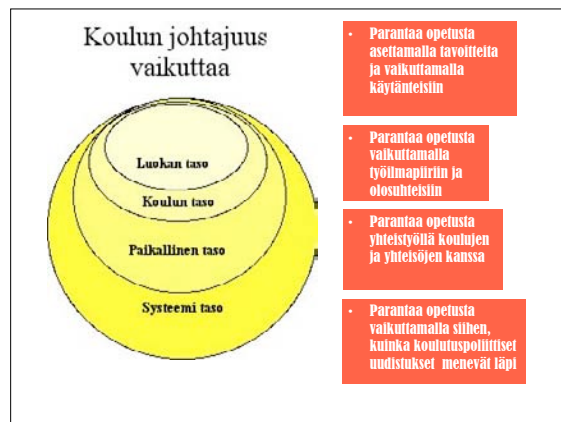 Koulun johtajuus
vaikuttaa
Luokan taso
Koulun taso
Paikallinen taso
Systeemi taso
• Parantaa opetusta
asettamalla tavoitteita
ja vaikuttamalla
käytänteisiin
• Parantaa opetusta
vaikuttamalla
työilmapiiriin ja
olosuhteisiin
• Parantaa opetusta
yhteistyöllä koulujen
ja yhteisöjen kanssa
• Parantaa opetusta
vaikuttamalla siihen,
kuinka koulutuspoliittiset
uudistukset menevät läpi